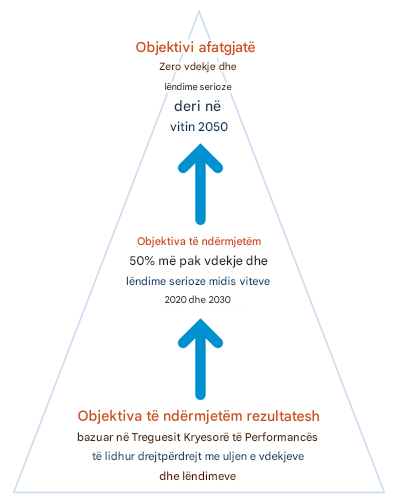 Objektivi afatgjatë
Zero vdekje dhe
lëndime serioze
deri në
vitin 2050
Objektiva të ndërmjetëm
50% më pak vdekje dhe
lëndime serioze midis viteve
2020 dhe 2030
Objektiva të ndërmjetëm rezultatesh
bazuar në Treguesit Kryesorë të Performancës
të lidhur drejtpërdrejt me uljen e vdekjeve
dhe lëndimeve